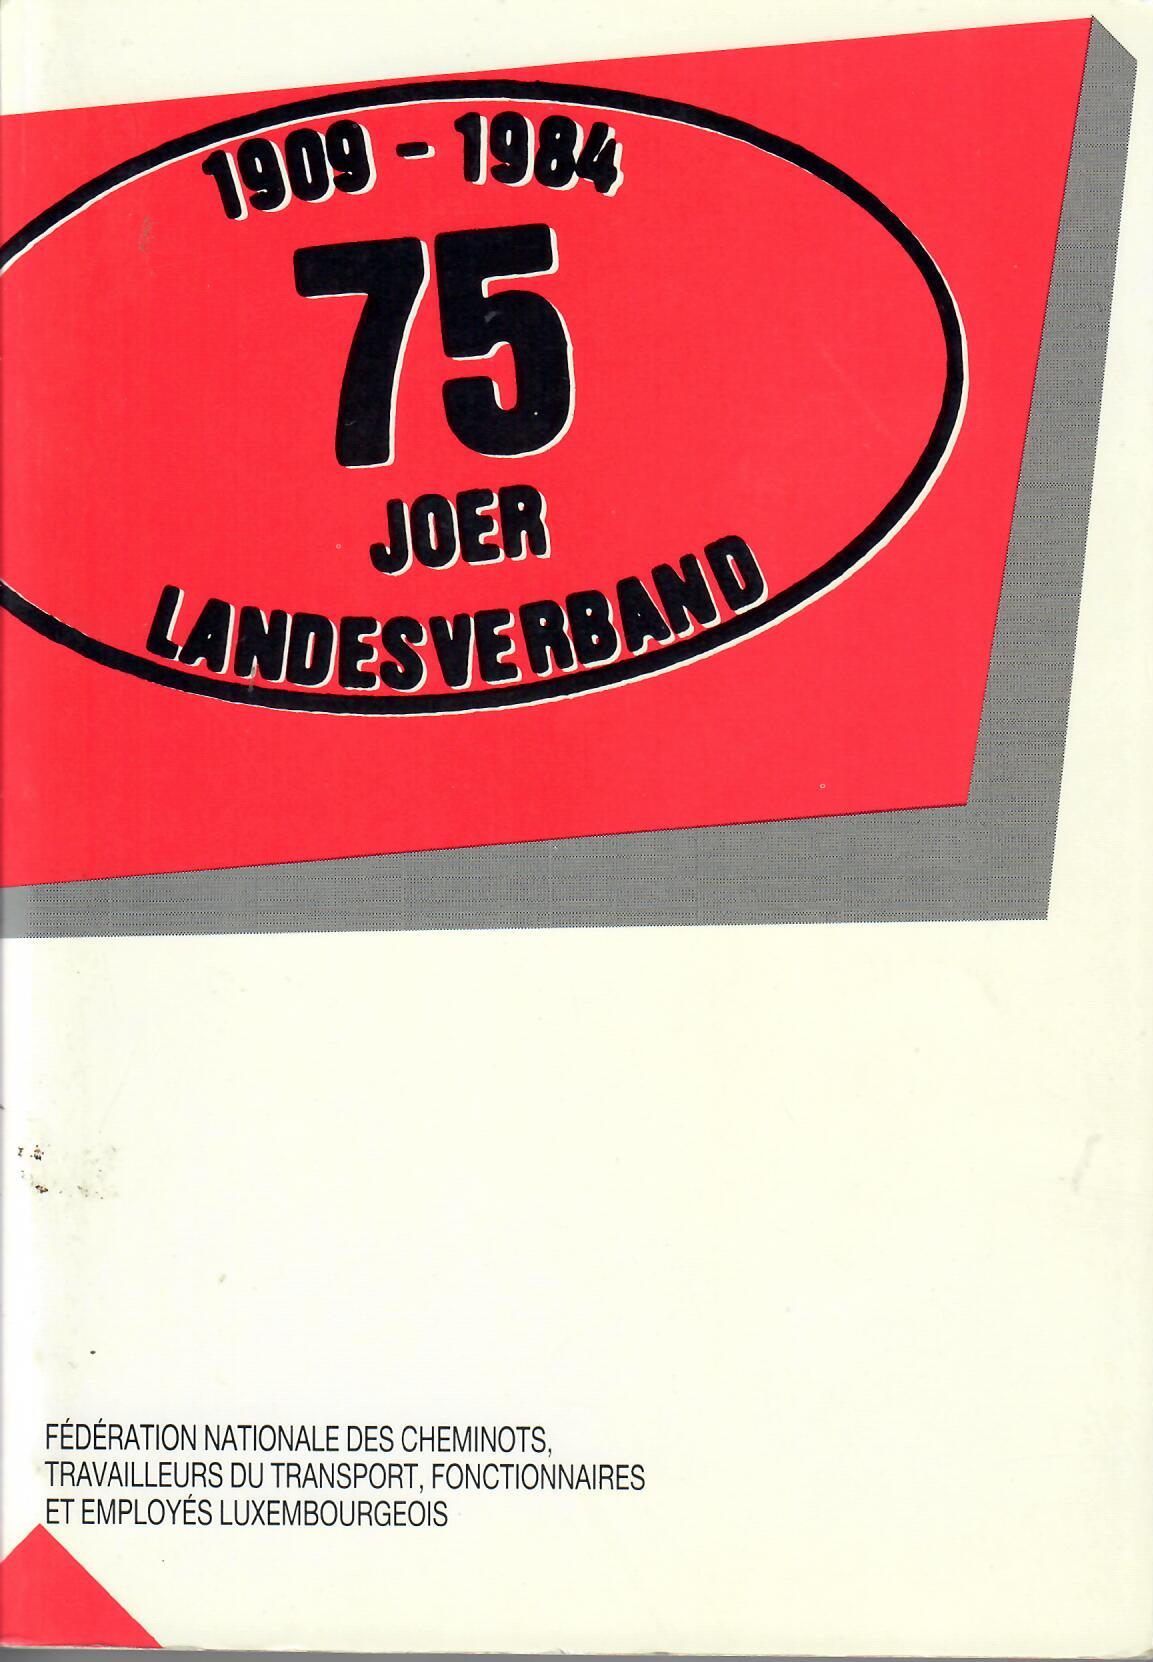 1909 - 1984
75
JOER
LANDESVERBAND
FÉDÉRATION NATIONALE DES CHEMINOTS,
TRAVAILLEURS DU TRANSPORT, FONCTIONNAIRES
ET EMPLOYÉS LUXEMBOURGEOIS